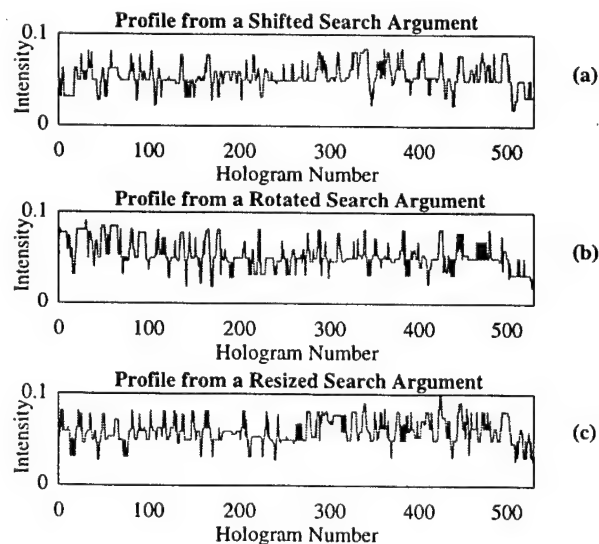 Profile from a Shifted Search Argument
0.1
Intensity
0
(a)
0 100 200 300 400 500
Hologram Number
Profile from a Rotated Search Argument
0.1
Intensity
0
(b)
0 100 200 300 400 500
Hologram Number
Profile from a Resized Search Argument
0.1
Intensity
0
(c)
0 100 200 300 400 500
Hologram Number